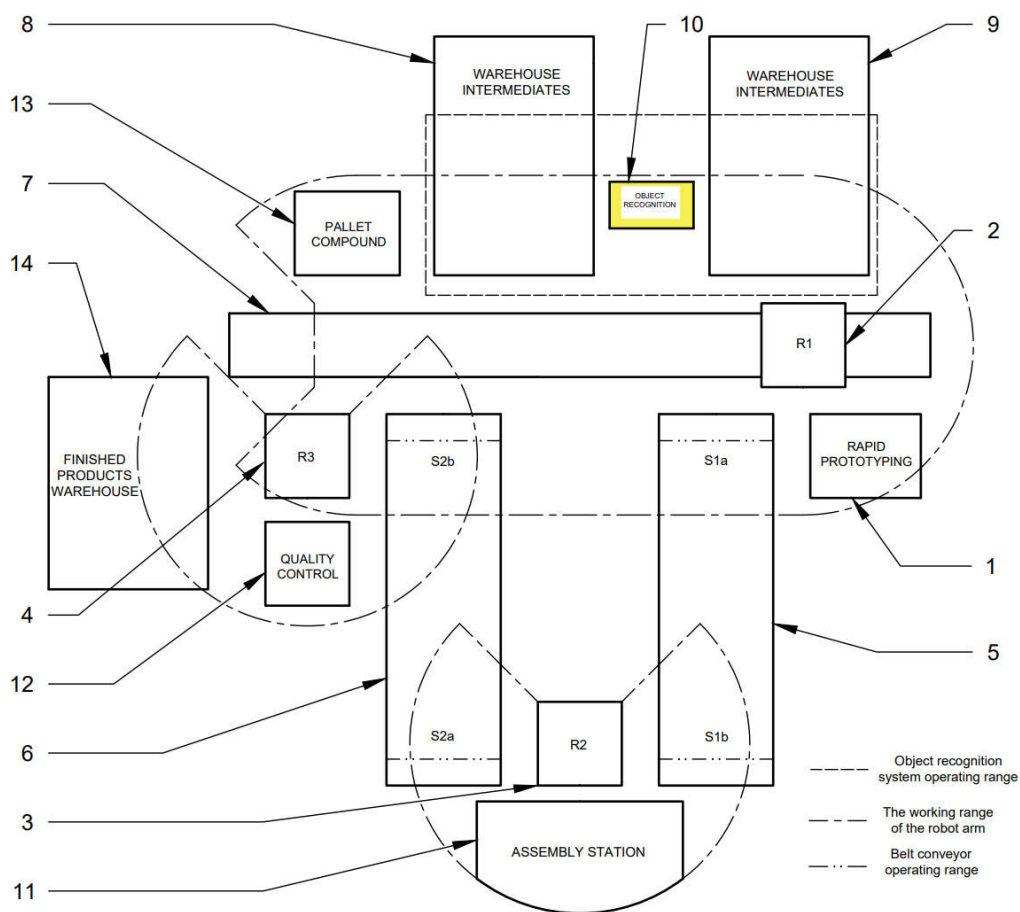 8
10
9
WAREHOUSE
INTERMEDIATES
WAREHOUSE
INTERMEDIATES
13
7
OBJECT
RECOGNITION
PALLET
COMPOUND
2
14
R1
FINISHED
PRODUCTS
WAREHOUSE
R3
S2b
S1a
RAPID
PROTOTYPING
QUALITY
CONTROL
1
4
5
12
6
S2a
R2
S1b
Object recognition
system operating range
3
The working range
of the robot arm
ASSEMBLY STATION
Belt conveyor
operating range
11